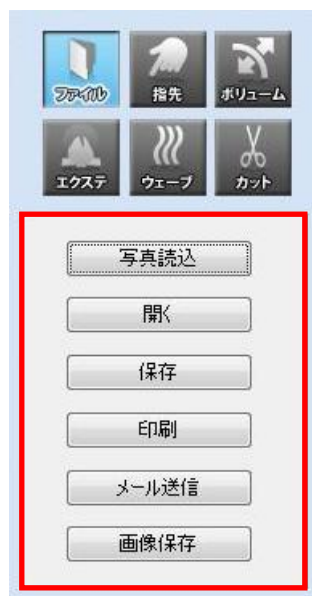 ファイル 指先 ボリューム
エクステ ウェーブ カット
写真読込
開く
保存
印刷
メール送信
画像保存